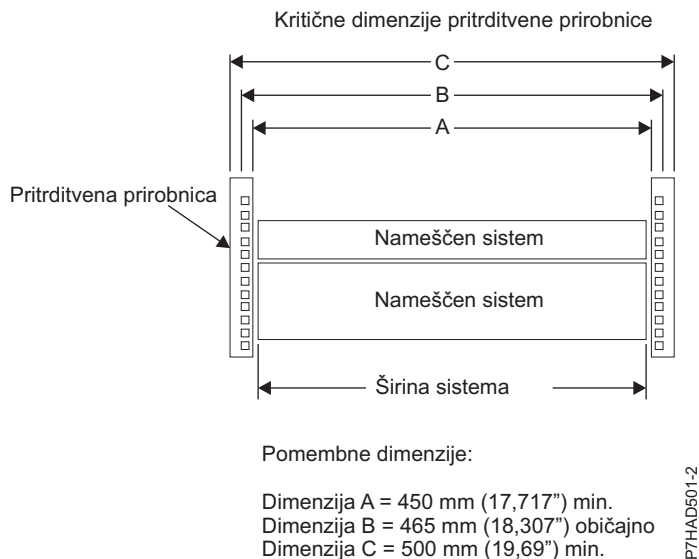 Kritične dimenzije pritrditvene prirobnice
C
B
A
Pritrditvena prirobnica
Nameščen sistem
Nameščen sistem
Širina sistema
Pomembne dimenzije:
Dimenzija A = 450 mm (17,717”) min.
Dimenzija B = 465 mm (18,307”) običajno
Dimenzija C = 500 mm (19,69”) min.
P7HAD501-2